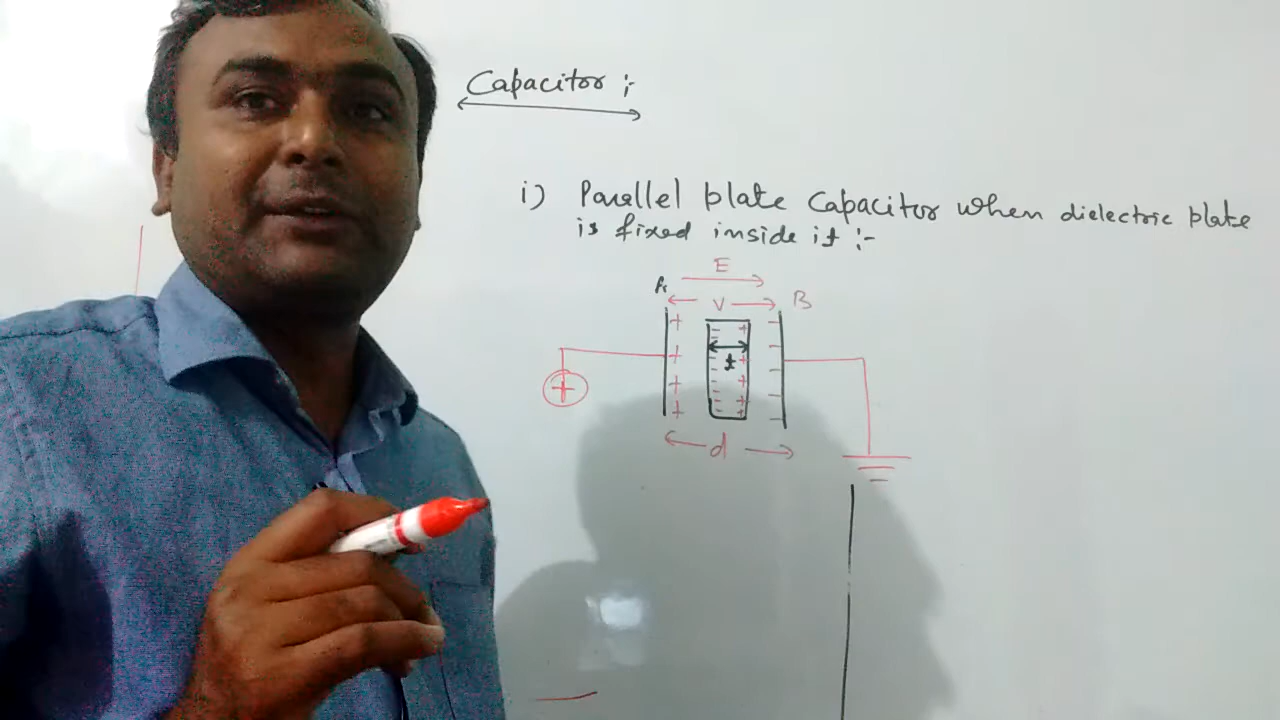 Capacitor :-
i) Parallel plate Capacitor when dielectric plate
is fixed inside it :-
E
A V B
+ - + -
+ t
d